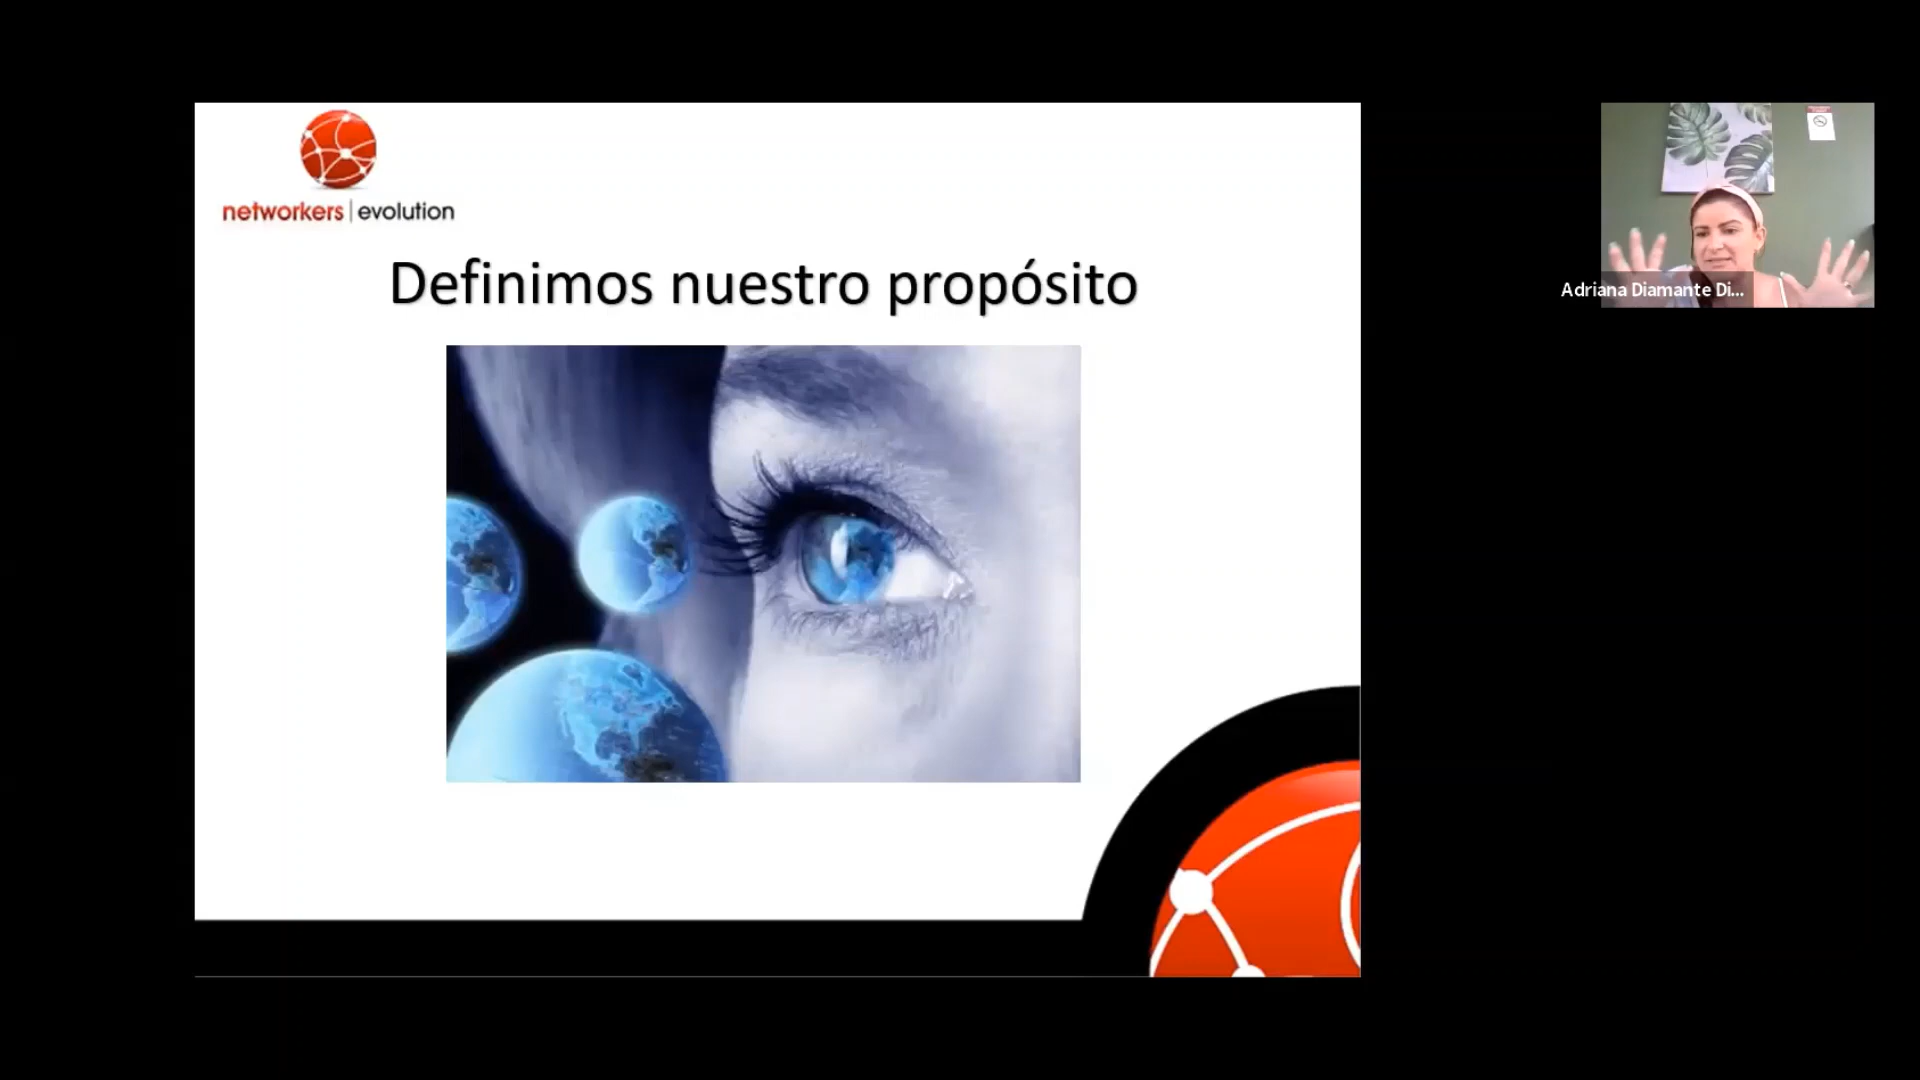 networkers|evolution
Definimos nuestro propósito
Adriana Diamante Di...